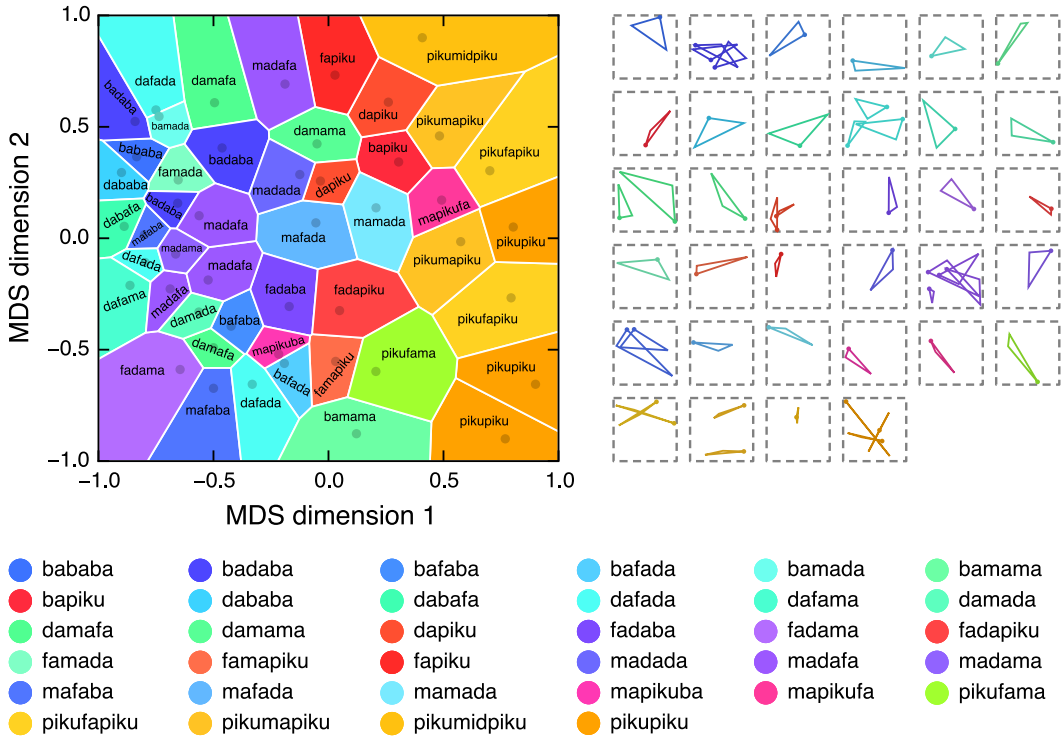 1.0
0.5
0.0
−0.5
−1.0
MDS dimension 2
−1.0 −0.5 0.0 0.5 1.0
MDS dimension 1
badaba
dafada
damafa
madafa
fapiku
pikumidpiku
bamada
dapiku
pikumapiku
bababa
badaba
damama
bapiku
pikufapiku
dababa
famada
madada
dapiku
mapikufa
dabafa
badaba
mafaba
madafa
mafada
mamada
pikupiku
madama
dafada
madafa
pikumapiku
dafama
madafa
fadaba
fadapiku
damada
bafaba
pikufapiku
damafa
mapikuba
pikufama
fadama
bafada
famapiku
pikupiku
mafaba
dafada
bamama
pikupiku
bababa badaba bafaba bafada bamada bamama
bapiku dababa dabafa dafada dafama damada
damafa damama dapiku fadaba fadama fadapiku
famada famapiku fapiku madada madafa madama
mafaba mafada mamada mapikuba mapikufa pikufama
pikufapiku pikumapiku pikumidpiku pikupiku